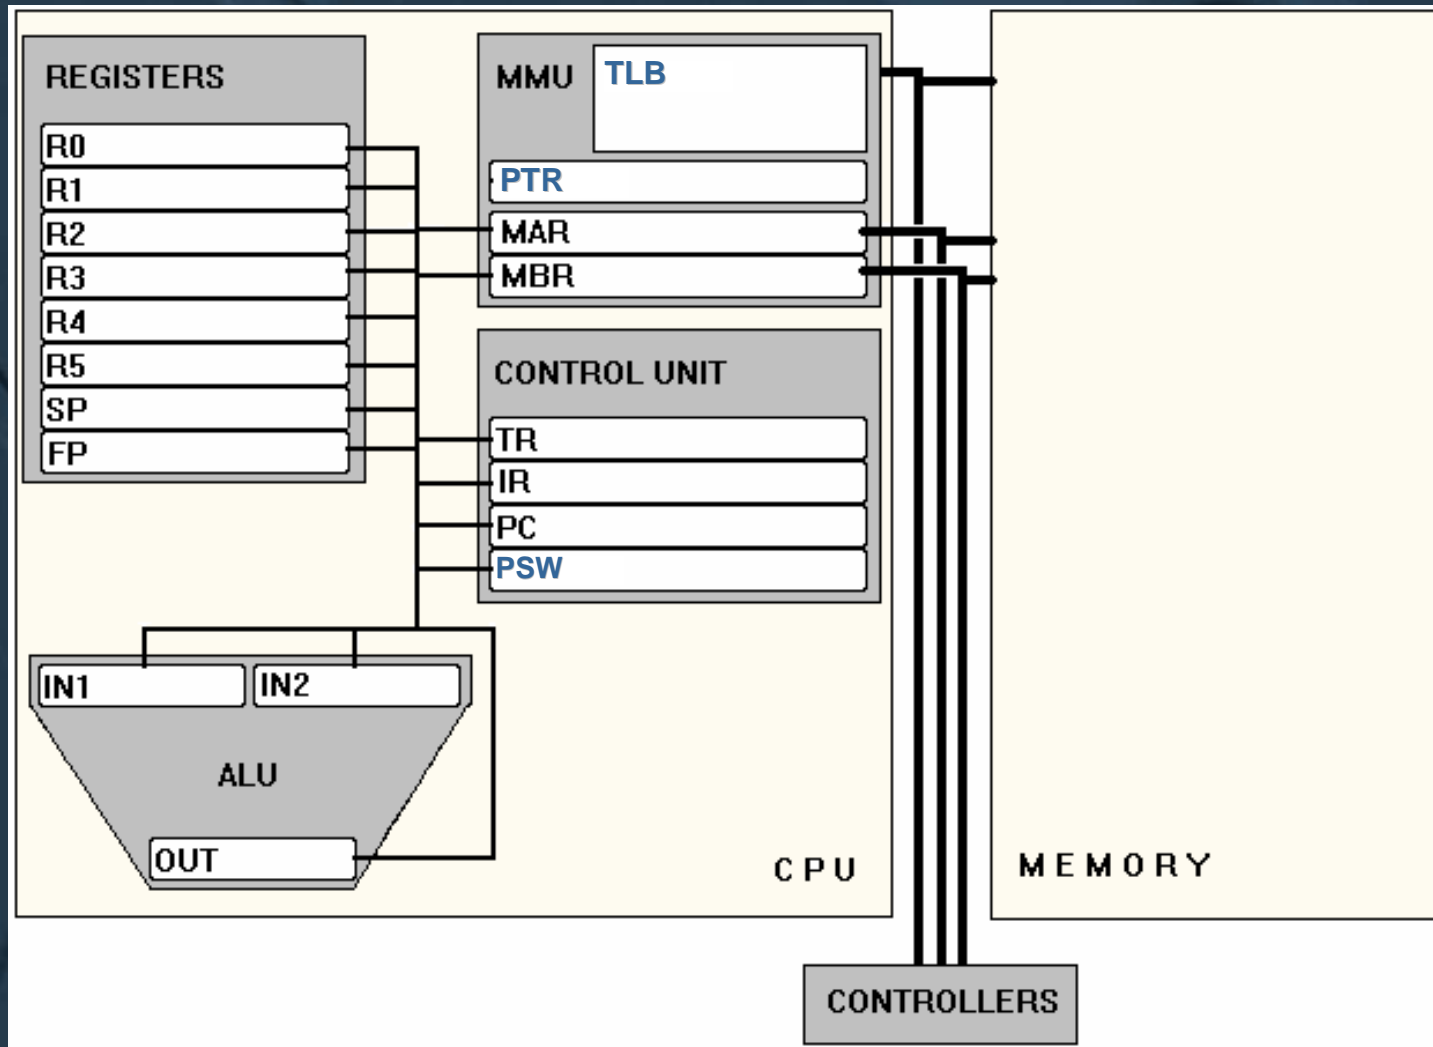 REGISTERS
R0
R1
R2
R3
R4
R5
SP
FP
MMU
TLB
PTR
MAR
MBR
CONTROL UNIT
TR
IR
PC
PSW
IN1
IN2
ALU
OUT
CPU
MEMORY
CONTROLLERS